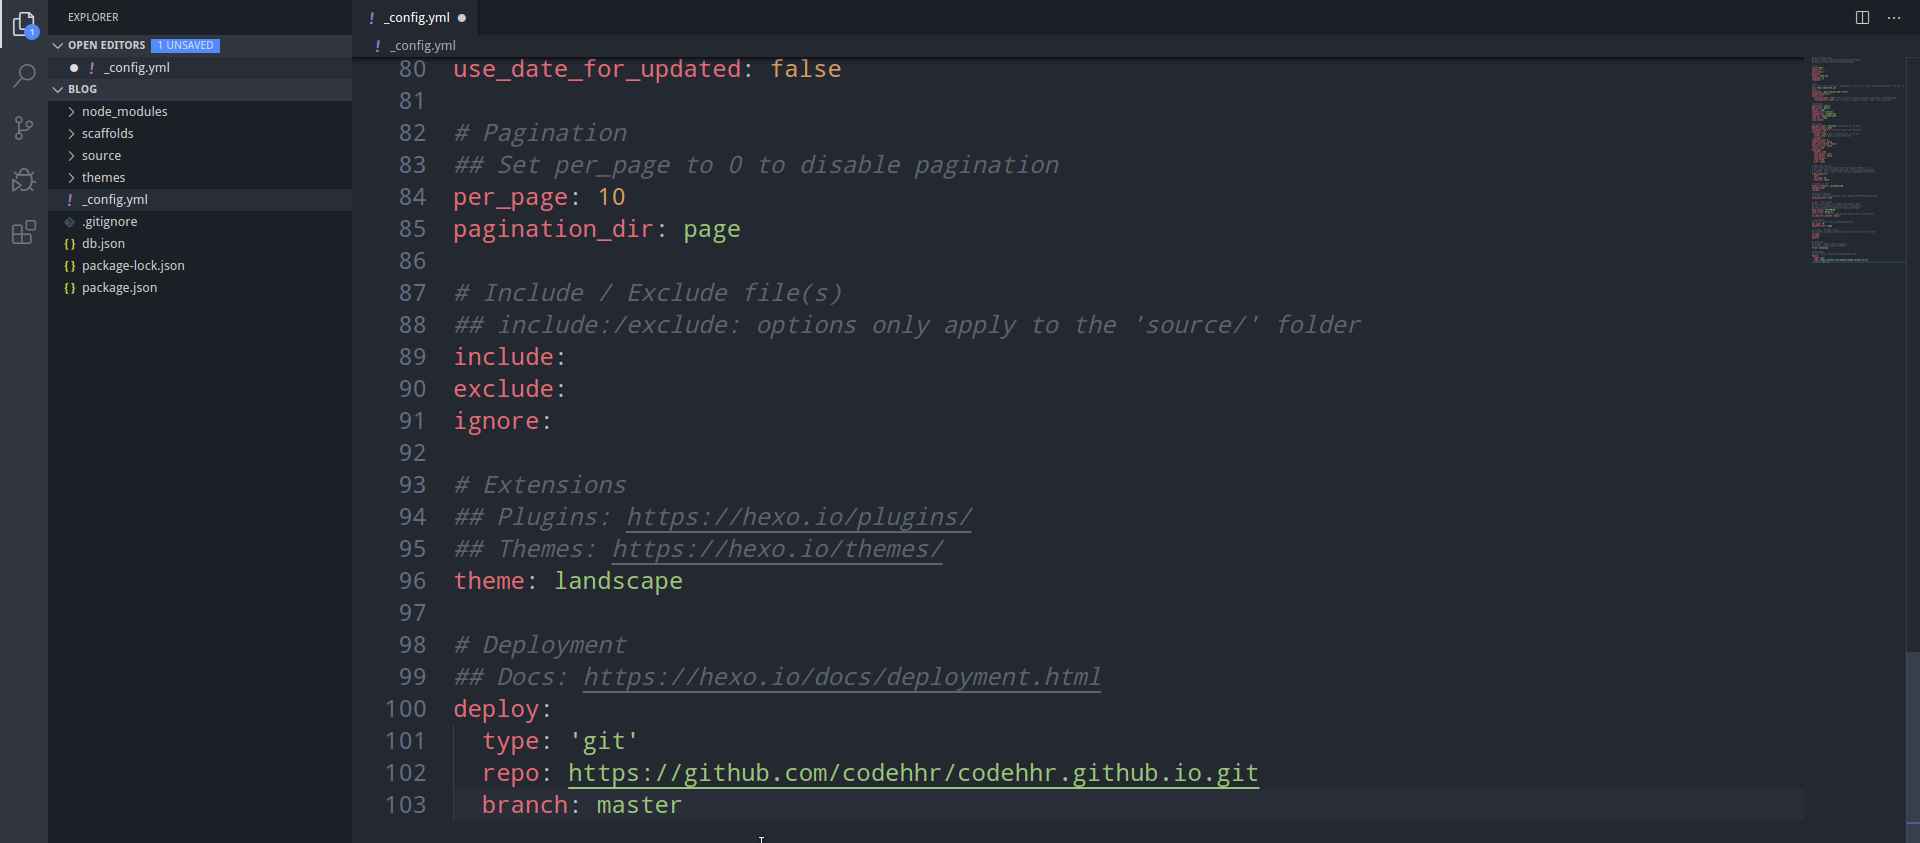 EXPLORER
OPEN EDITORS 1 UNSAVED
! _config.yml
BLOG
node_modules
scaffolds
source
themes
! _config.yml
.gitignore
{} db.json
{} package-lock.json
{} package.json
1
! _config.yml
! _config.yml
80 use_date_for_updated: false
81
82 # Pagination
83 ## Set per_page to 0 to disable pagination
84 per_page: 10
85 pagination_dir: page
86
87 # Include / Exclude file(s)
88 ## include:/exclude: options only apply to the 'source/' folder
89 include:
90 exclude:
91 ignore:
92
93 # Extensions
94 ## Plugins: https://hexo.io/plugins/
95 ## Themes: https://hexo.io/themes/
96 theme: landscape
97
98 # Deployment
99 ## Docs: https://hexo.io/docs/deployment.html
100 deploy:
101   type: 'git'
102   repo: https://github.com/codehhr/codehhr.github.io.git
103   branch: master